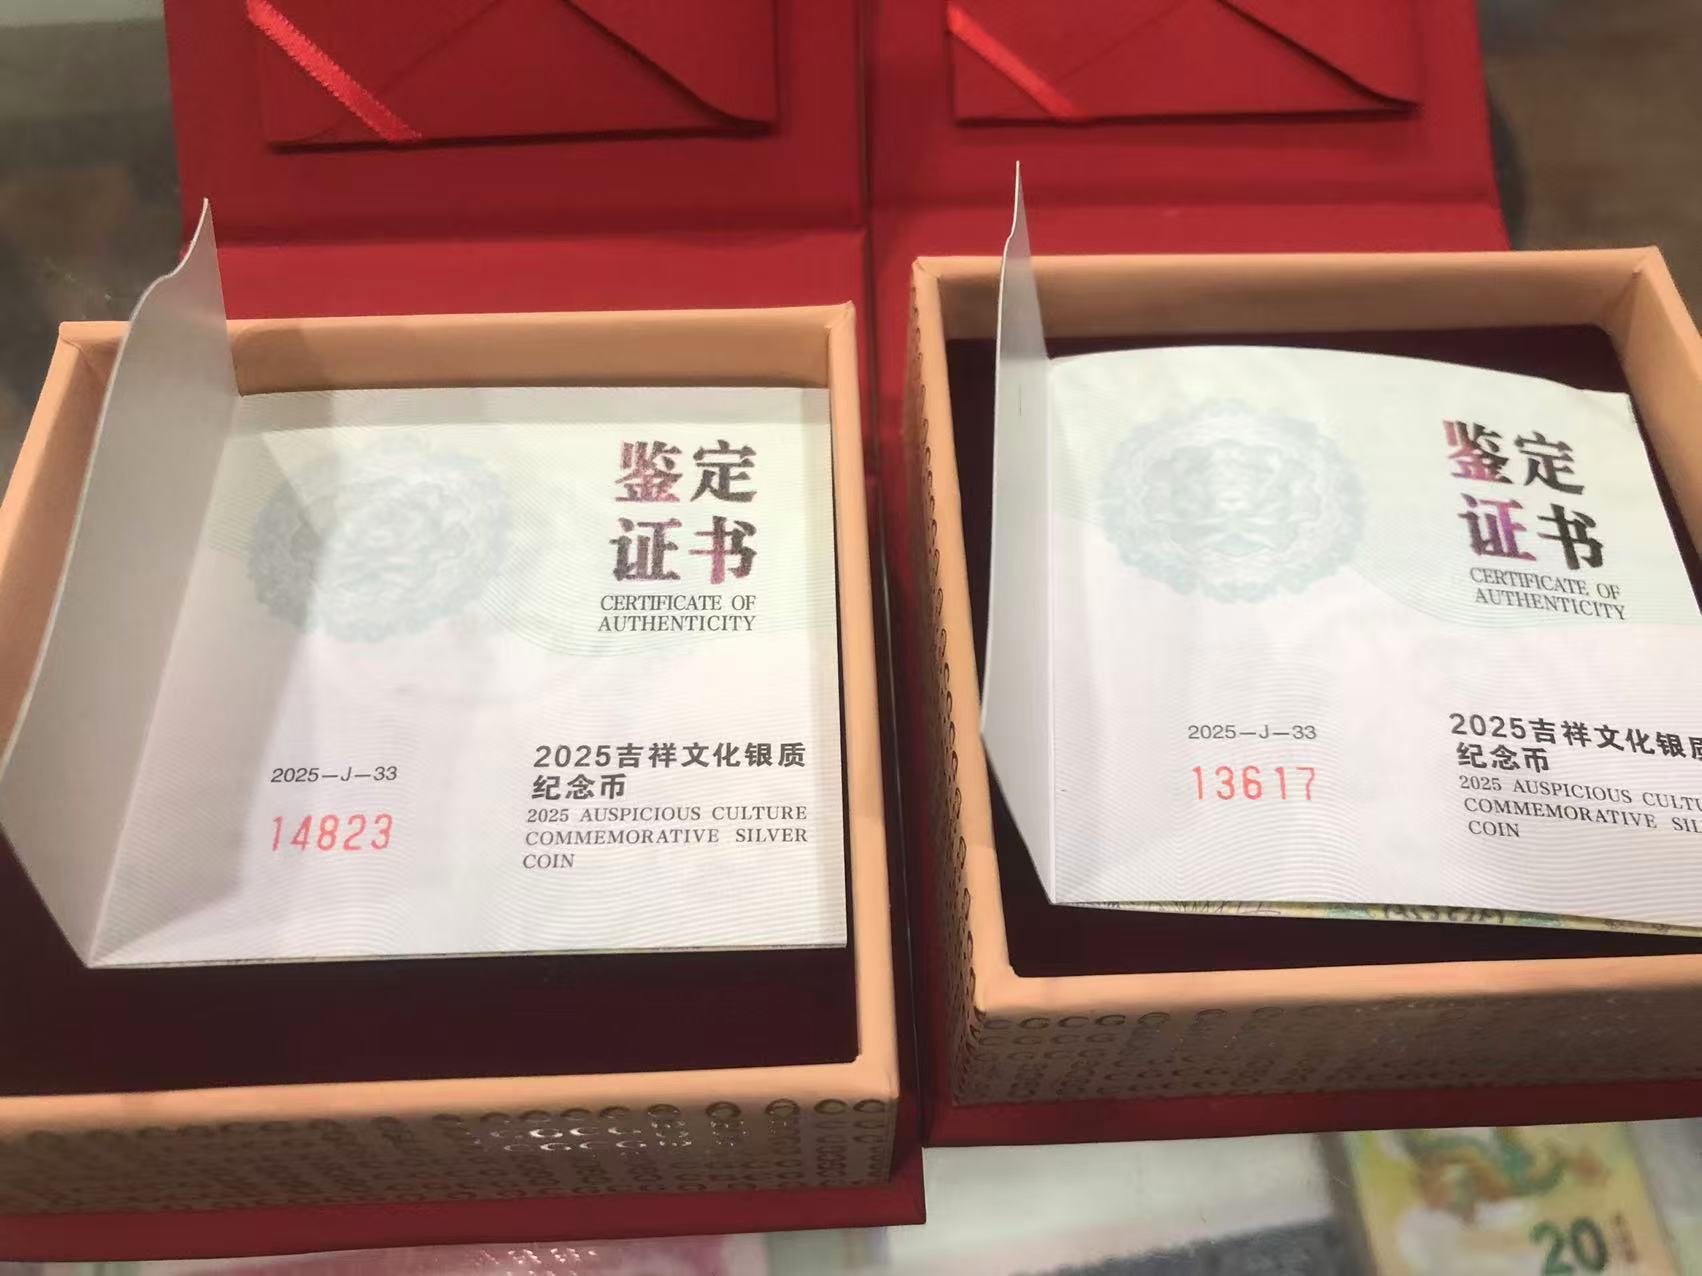 鉴定
证书
CERTIFICATE OF
AUTHENTICITY
2025—J—33
14823
2025吉祥文化银质
纪念币
2025 AUSPICIOUS CULTURE
COMMEMORATIVE SILVER
COIN
鉴定
证书
CERTIFICATE OF
AUTHENTICITY
2025—J—33
13617
2025吉祥文化银质
纪念币
2025 AUSPICIOUS CULTU
COMMEMORATIVE SIL
COIN
CGCGC
20